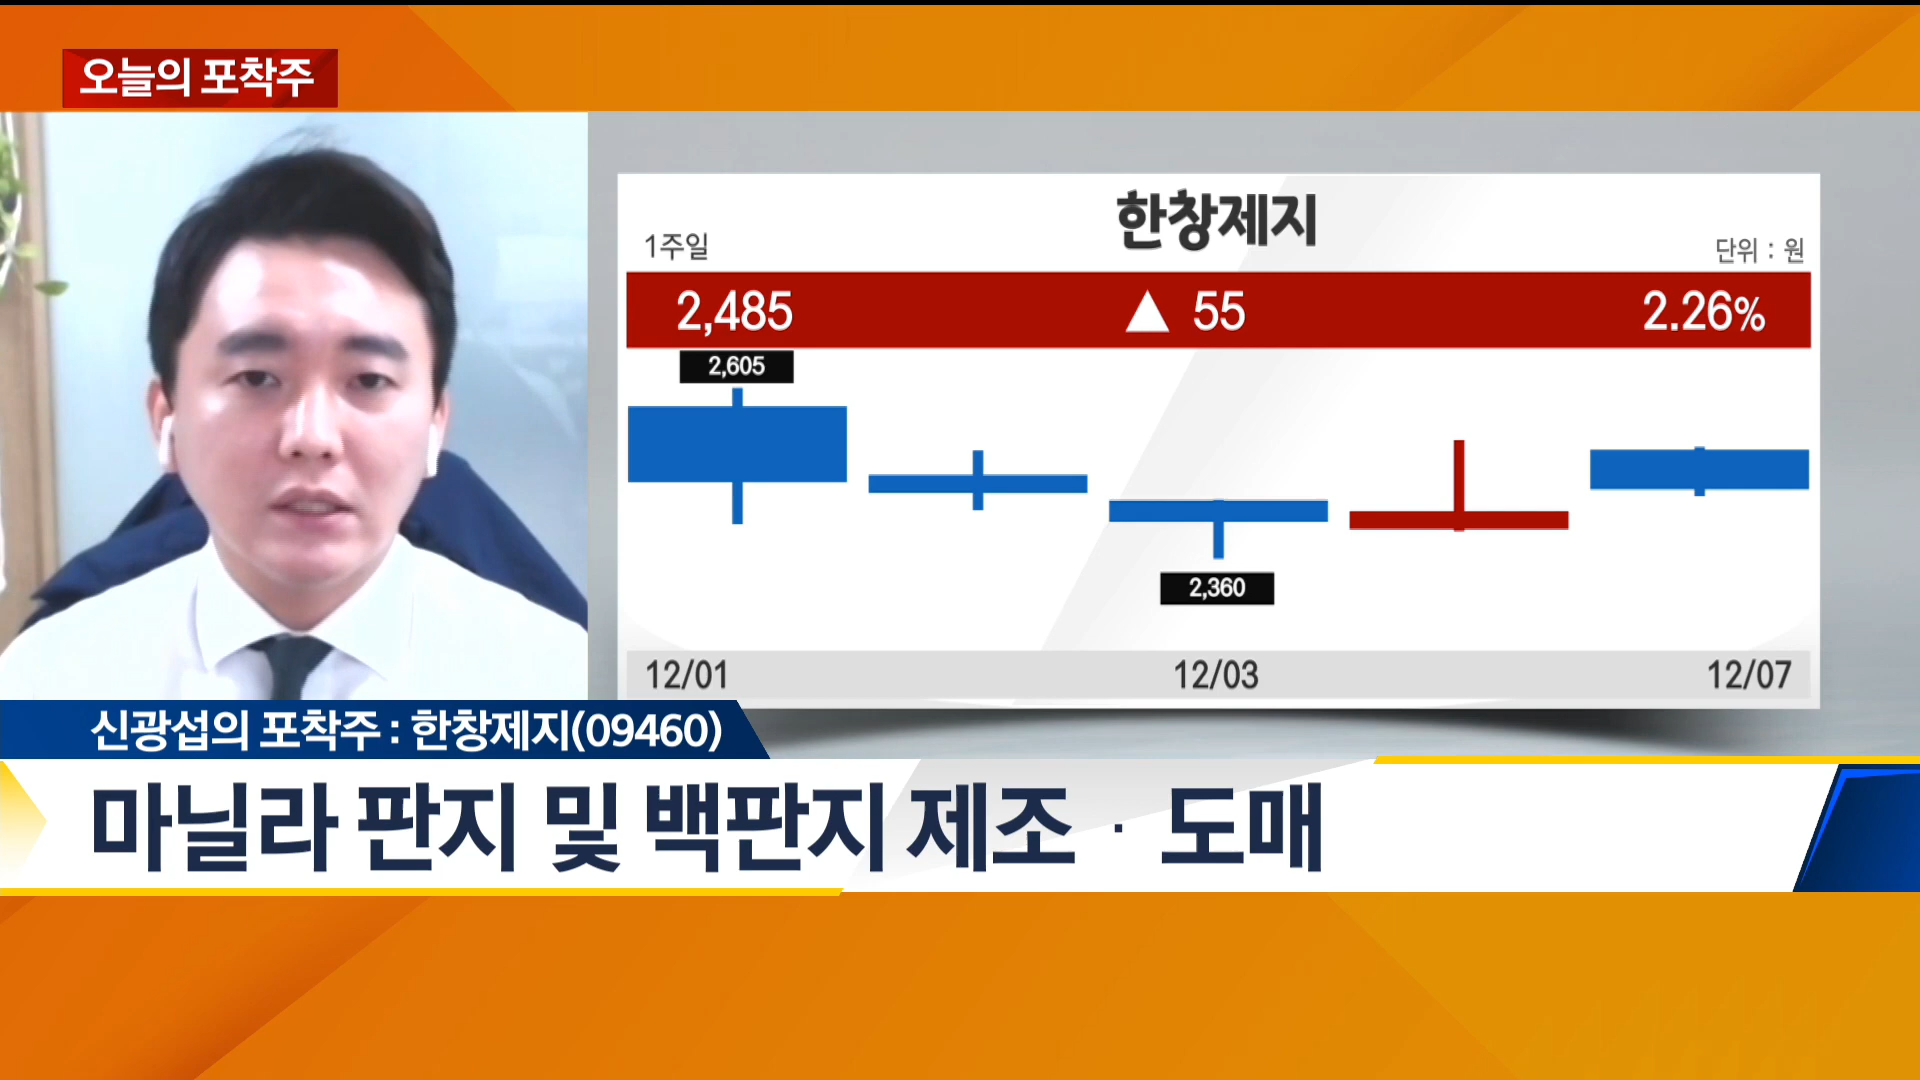 오늘의 포착주
한창제지
1주일
단위 : 원
2,485 ▲ 55 2.26%
2,605
2,360
12/01 12/03 12/07
신광섭의 포착주 : 한창제지(09460)
마닐라 판지 및 백판지 제조 · 도매